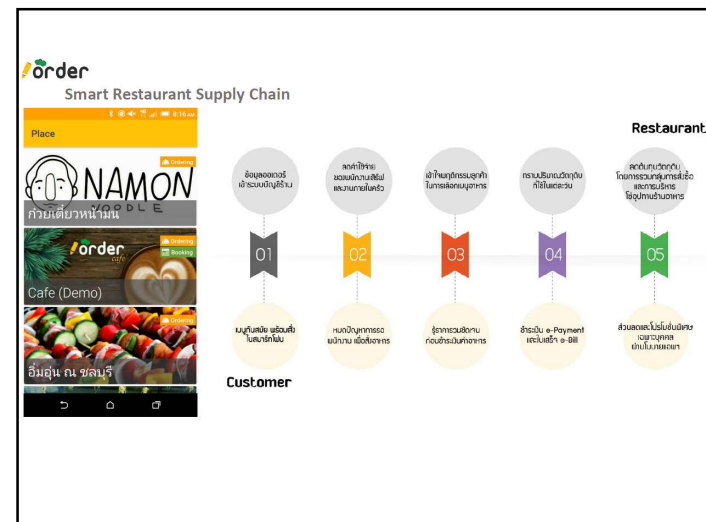 order
Smart Restaurant Supply Chain
8:16 AM
Place
Ordering
NAMON
NOODLE
ก๋วยเตี๋ยวหน้ามน
order
cafe
Ordering
Booking
Cafe (Demo)
Ordering
อิ่มอุ่น ณ ชลบุรี
Restaurant
ข้อมูลออเดอร์
เข้าระบบบัญชีร้าน
ลดค่าใช้จ่าย
ของพนักงานเสิร์ฟ
และงานภายในครัว
เข้าใจพฤติกรรมลูกค้า
ในการเลือกเมนูอาหาร
ทราบปริมาณวัตถุดิบ
ที่ใช้ในแต่ละวัน
ลดต้นทุนวัตถุดิบ
โดยการรวมกลุ่มการสั่งซื้อ
และการบริหาร
โซ่อุปทานร้านอาหาร
01
02
03
04
05
เมนูทันสมัย พร้อมสั่ง
ในสมาร์ทโฟน
หมดปัญหาการรอ
พนักงาน เพื่อสั่งอาหาร
รู้ราคารวมชัดเจน
ก่อนชำระเงินค่าอาหาร
ชำระเงิน e-Payment
และใบเสร็จ e-Bill
ส่วนลดและโปรโมชั่นพิเศษ
เฉพาะบุคคล
ผ่านโมบายแอพฯ
Customer